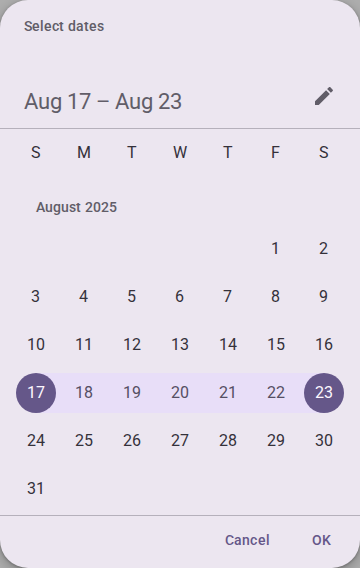 Select dates
Aug 17 – Aug 23
S M T W T F S
August 2025
1 2
3 4 5 6 7 8 9
10 11 12 13 14 15 16
17 18 19 20 21 22 23
24 25 26 27 28 29 30
31
Cancel OK